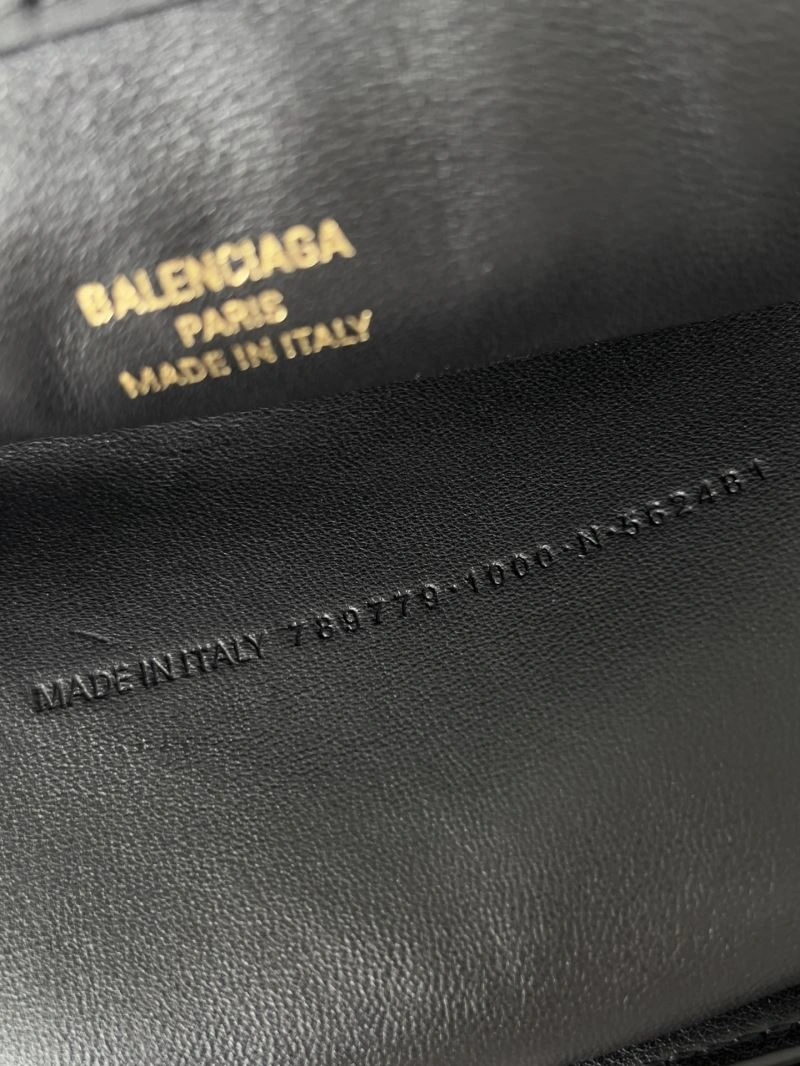 BALENCIAGA
PARIS
MADE IN ITALY
MADE IN ITALY 789779·1000·N·562481